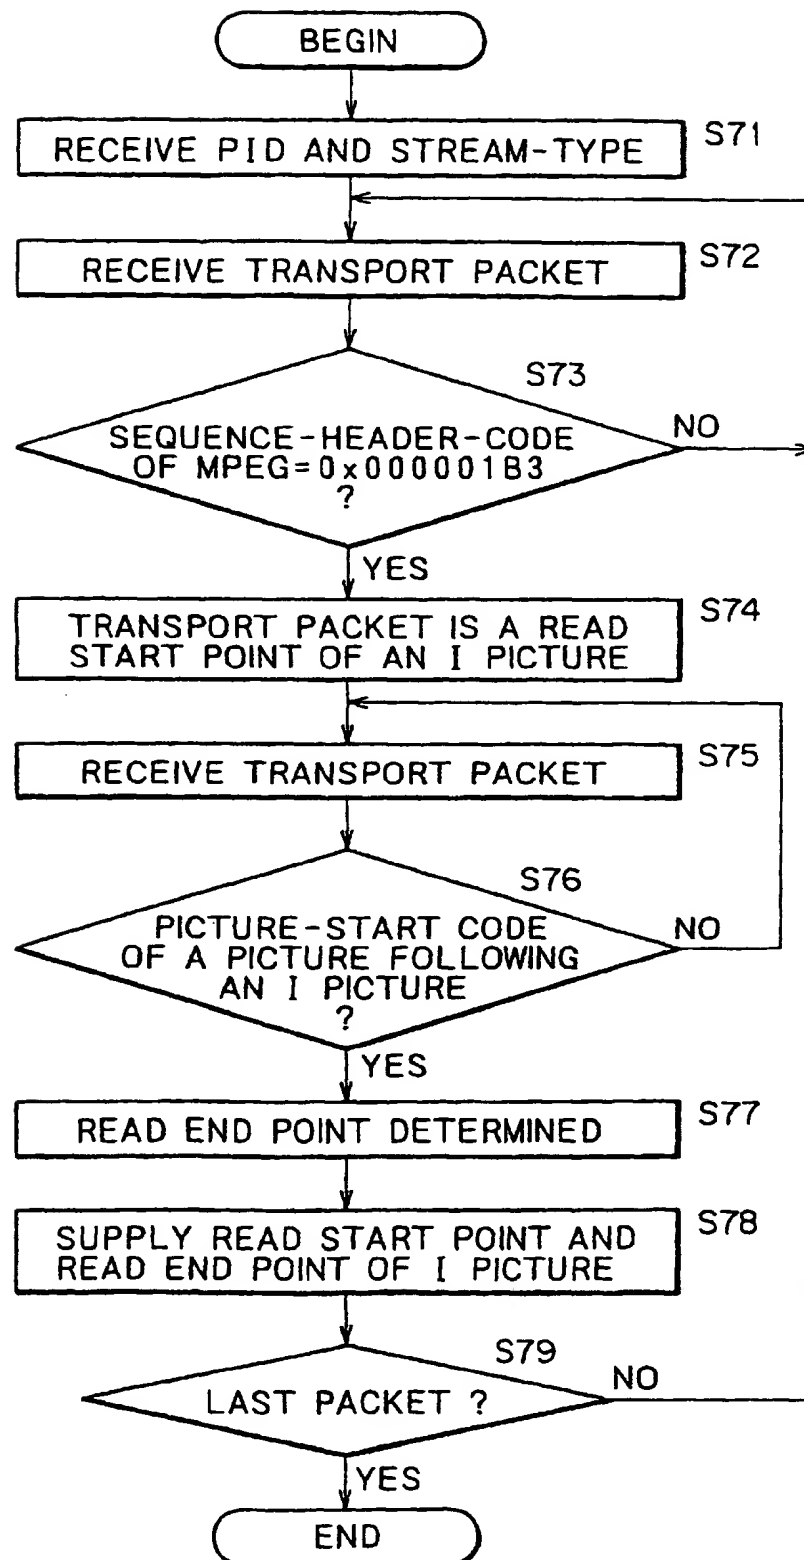 BEGIN
RECEIVE PID AND STREAM-TYPE
S71
RECEIVE TRANSPORT PACKET
S72
S73
SEQUENCE-HEADER-CODE
OF MPEG=0x000001B3
?
NO
YES
TRANSPORT PACKET IS A READ
START POINT OF AN I PICTURE
S74
RECEIVE TRANSPORT PACKET
S75
S76
PICTURE-START CODE
OF A PICTURE FOLLOWING
AN I PICTURE
?
NO
YES
READ END POINT DETERMINED
S77
SUPPLY READ START POINT AND
READ END POINT OF I PICTURE
S78
S79
LAST PACKET ?
NO
YES
END